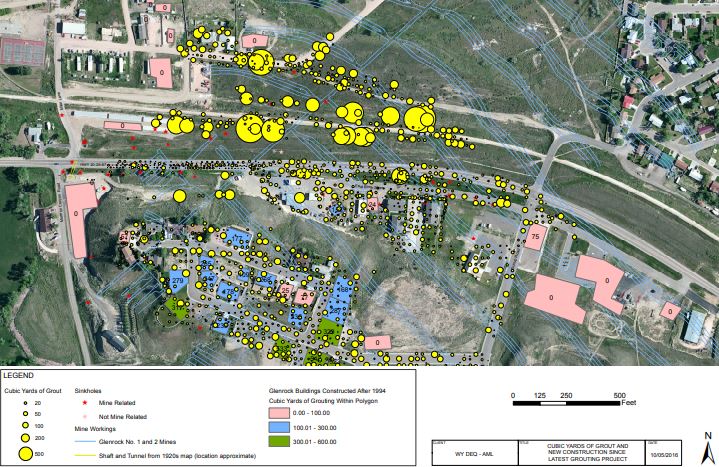 0
0
0
0
0
8
0
24
75
0
0
0
0
279
25
0
LEGEND
Cubic Yards of Grout
20
50
100
200
500
Sinkholes
Mine Related
Not Mine Related
Mine Workings
Glenrock No. 1 and 2 Mines
Shaft and Tunnel from 1920s map (location approximate)
Glenrock Buildings Constructed After 1994
Cubic Yards of Grouting Within Polygon
0.00 - 100.00
100.01 - 300.00
300.01 - 600.00
0 125 250 500
Feet
N
CLIENT
WY DEQ - AML
TITLE
CUBIC YARDS OF GROUT AND
NEW CONSTRUCTION SINCE
LATEST GROUTING PROJECT
DATE
10/05/2016